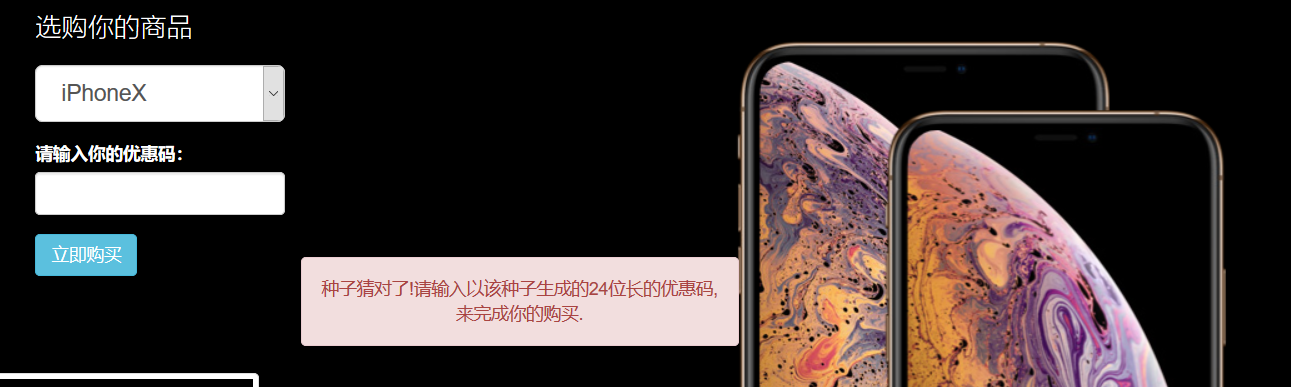 选购你的商品
iPhoneX
请输入你的优惠码：
立即购买
种子猜对了!请输入以该种子生成的24位长的优惠码,
来完成你的购买.